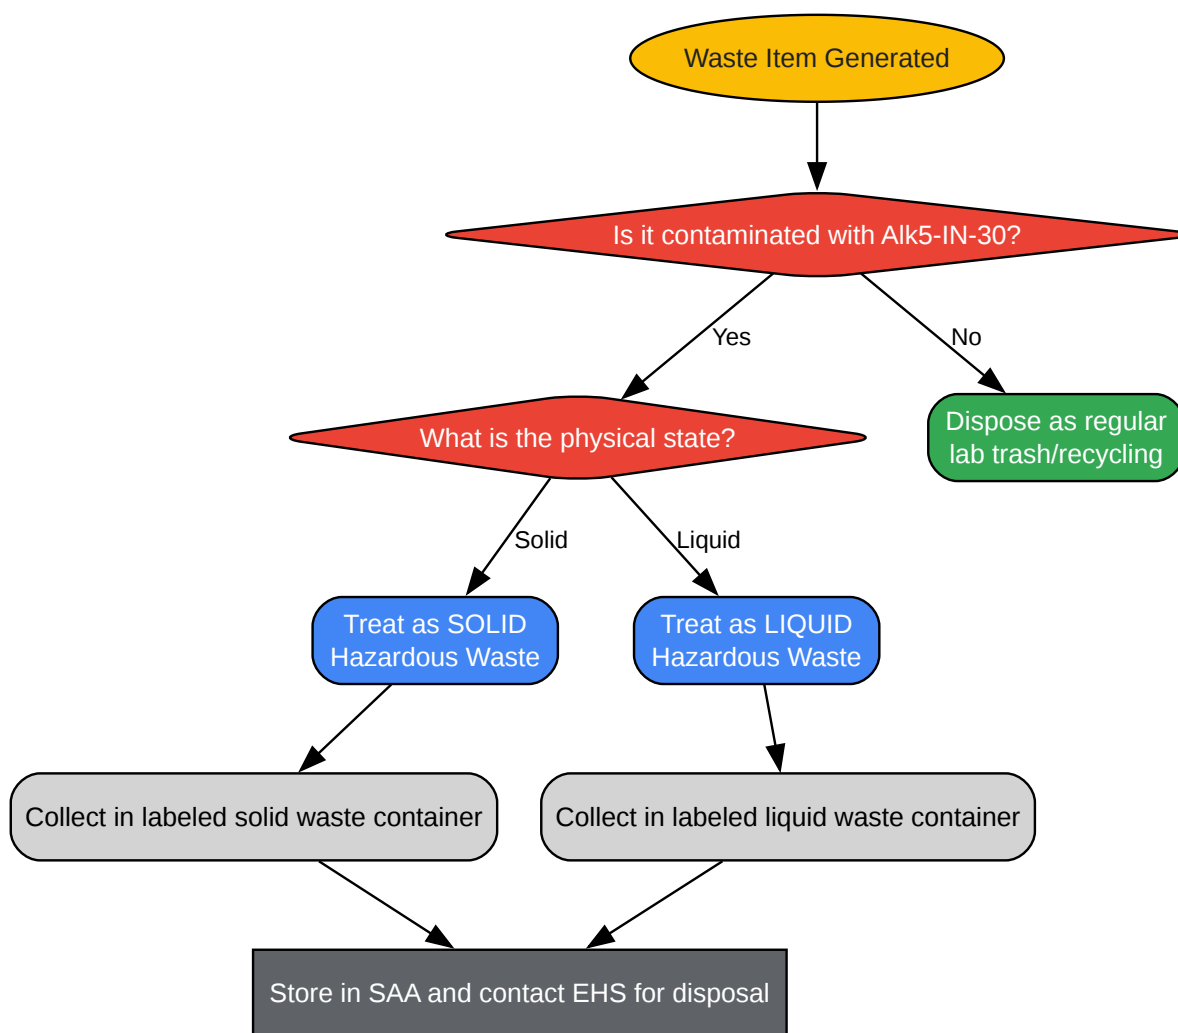 Waste Item Generated
Is it contaminated with Alk5-IN-30?
Yes
No
What is the physical state?
Dispose as regular
lab trash/recycling
Solid
Liquid
Treat as SOLID
Hazardous Waste
Treat as LIQUID
Hazardous Waste
Collect in labeled solid waste container
Collect in labeled liquid waste container
Store in SAA and contact EHS for disposal